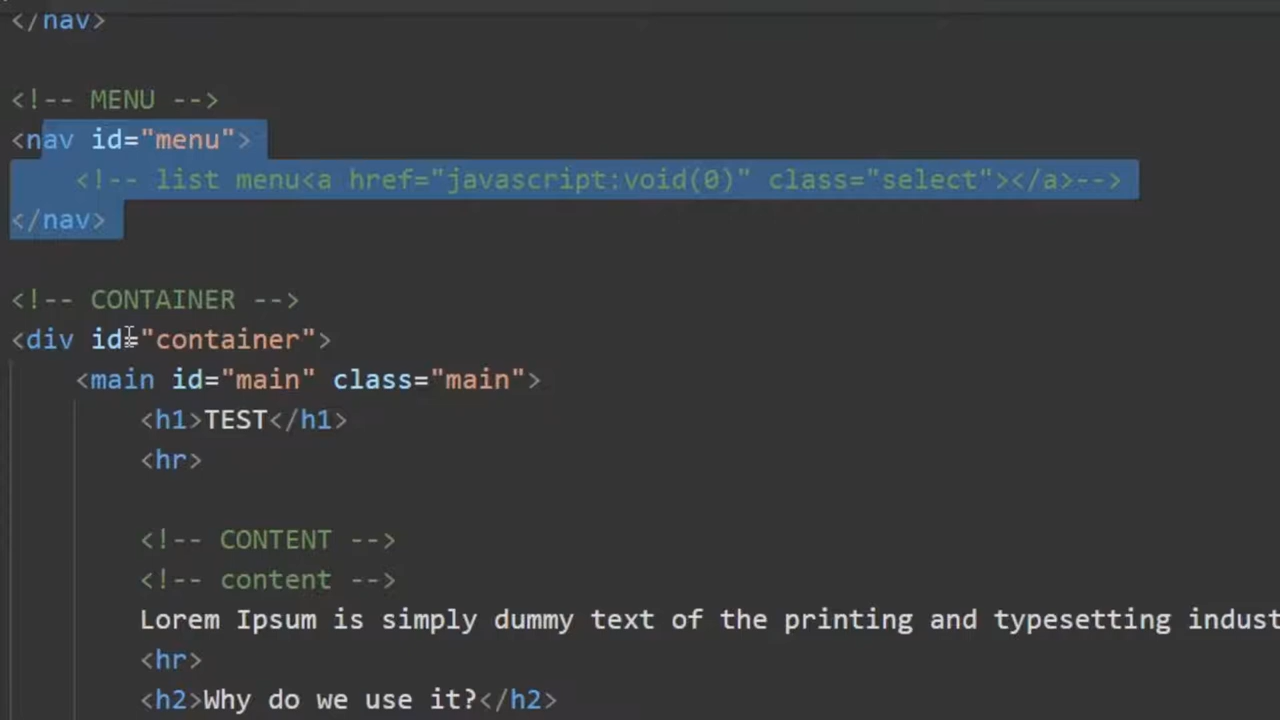 </nav>
<!-- MENU -->
<nav id="menu">
<!-- list menu<a href="javascript:void(0)" class="select"></a>-->
</nav>
<!-- CONTAINER -->
<div id="container">
<main id="main" class="main">
<h1>TEST</h1>
<hr>
<!-- CONTENT -->
<!-- content -->
Lorem Ipsum is simply dummy text of the printing and typesetting indust
<hr>
<h2>Why do we use it?</h2>